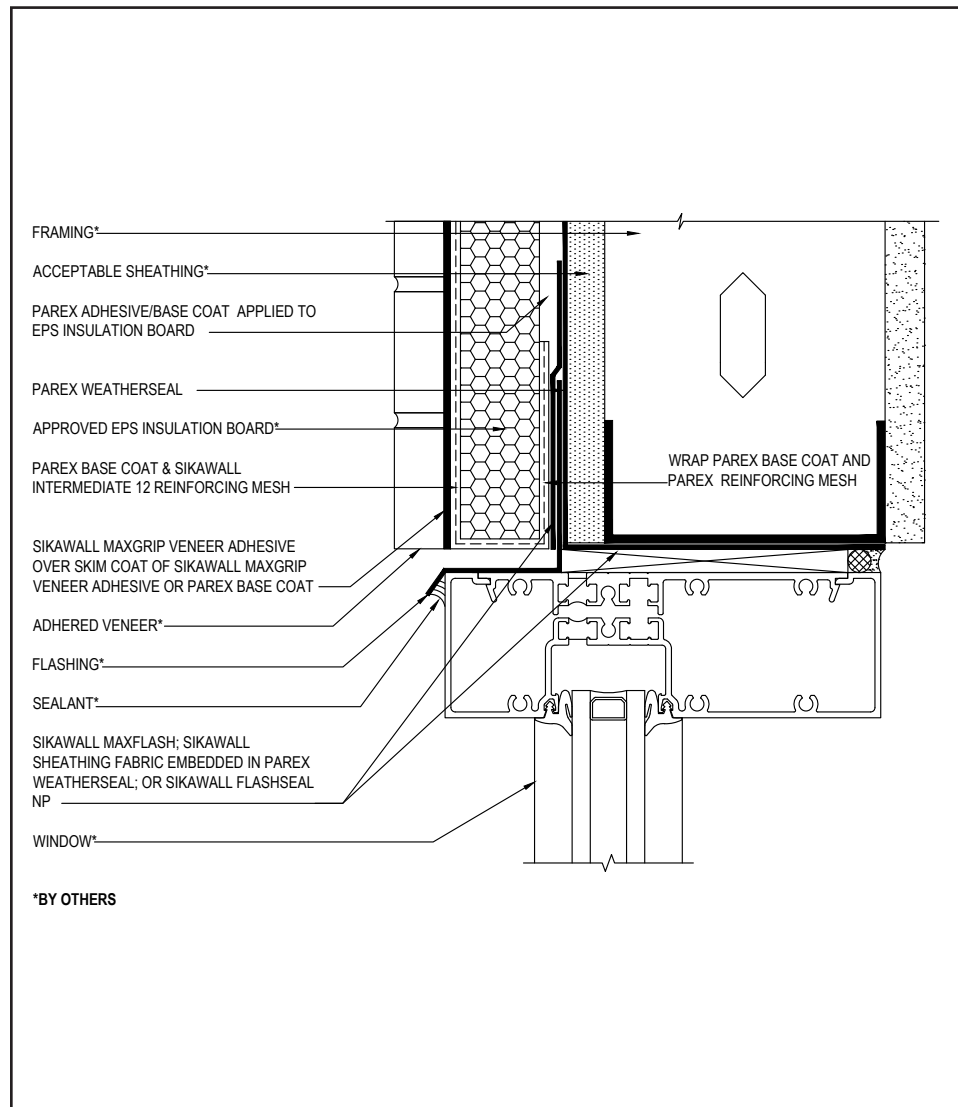 FRAMING*
ACCEPTABLE SHEATHING*
PAREX ADHESIVE/BASE COAT APPLIED TO
EPS INSULATION BOARD
PAREX WEATHERSEAL
APPROVED EPS INSULATION BOARD*
PAREX BASE COAT & SIKAWALL
INTERMEDIATE 12 REINFORCING MESH
WRAP PAREX BASE COAT AND
PAREX REINFORCING MESH
SIKAWALL MAXGRIP VENEER ADHESIVE
OVER SKIM COAT OF SIKAWALL MAXGRIP
VENEER ADHESIVE OR PAREX BASE COAT
ADHERED VENEER*
FLASHING*
SEALANT*
SIKAWALL MAXFLASH; SIKAWALL
SHEATHING FABRIC EMBEDDED IN PAREX
WEATHERSEAL; OR SIKAWALL FLASHSEAL
NP
WINDOW*
*BY OTHERS